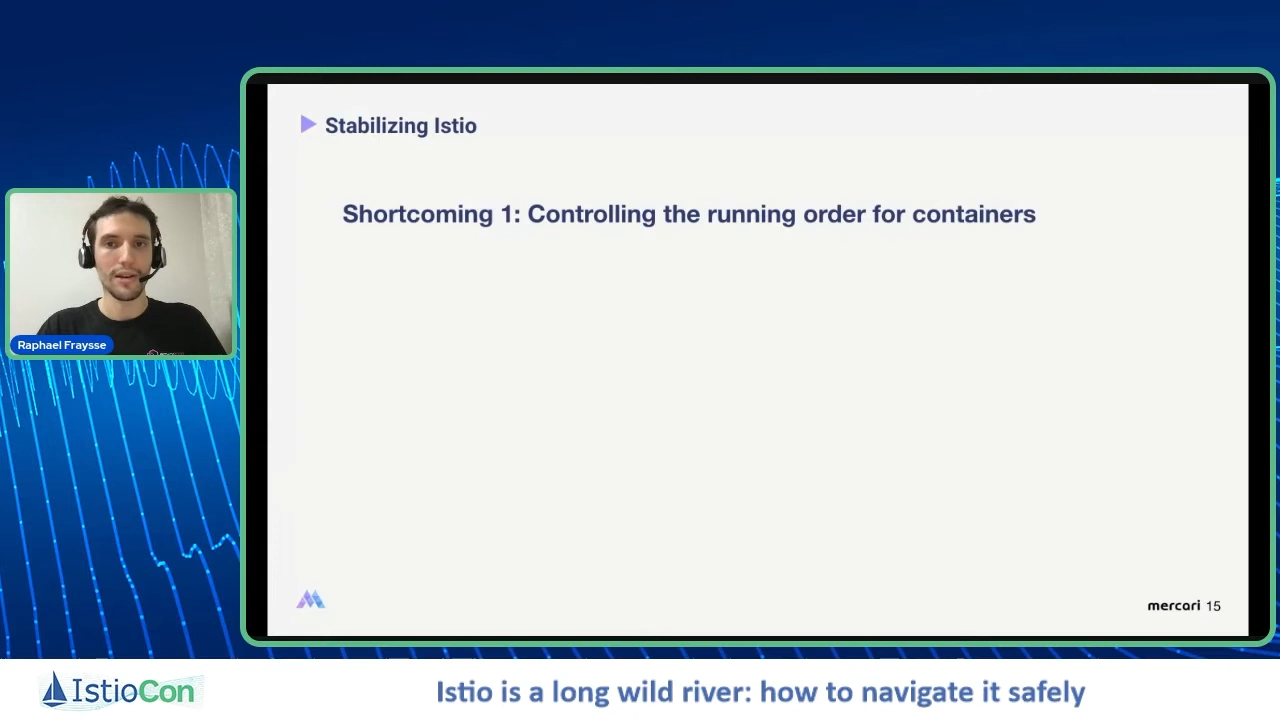 Stabilizing Istio
Shortcoming 1: Controlling the running order for containers
Raphael Fraysse
mercari 15
IstioCon
Istio is a long wild river: how to navigate it safely